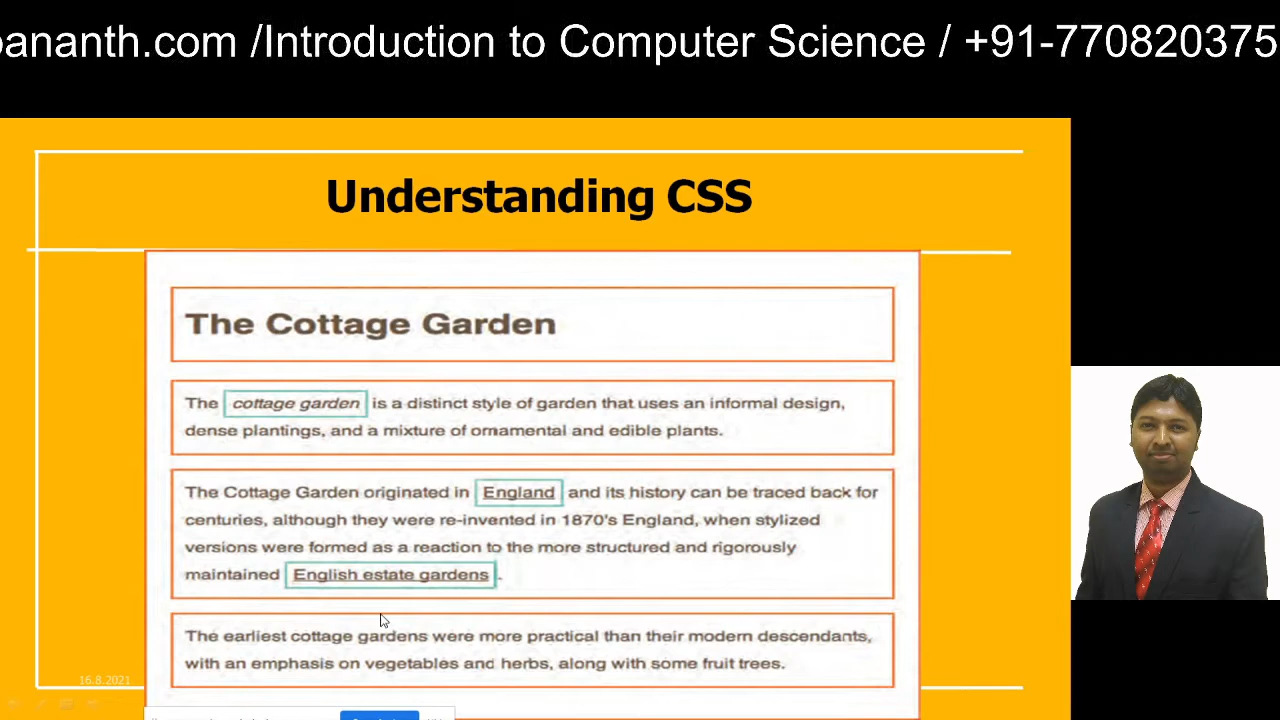 oananth.com /Introduction to Computer Science / +91-770820375
Understanding CSS
The Cottage Garden
The cottage garden is a distinct style of garden that uses an informal design,
dense plantings, and a mixture of ornamental and edible plants.
The Cottage Garden originated in England and its history can be traced back for
centuries, although they were re-invented in 1870's England, when stylized
versions were formed as a reaction to the more structured and rigorously
maintained English estate gardens.
The earliest cottage gardens were more practical than their modern descendants,
with an emphasis on vegetables and herbs, along with some fruit trees.
16.8.2021